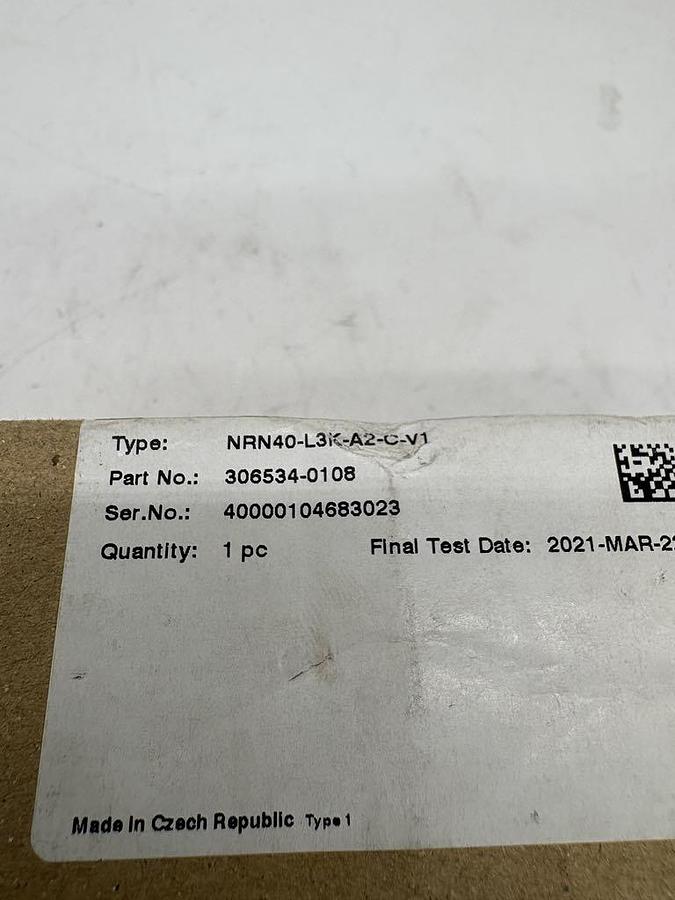 Type: NRN40-L3K-A2-C-V1
Part No.: 306534-0108
Ser.No.: 40000104683023
Quantity: 1 pc Final Test Date: 2021-MAR-2
Made in Czech Republic Type 1